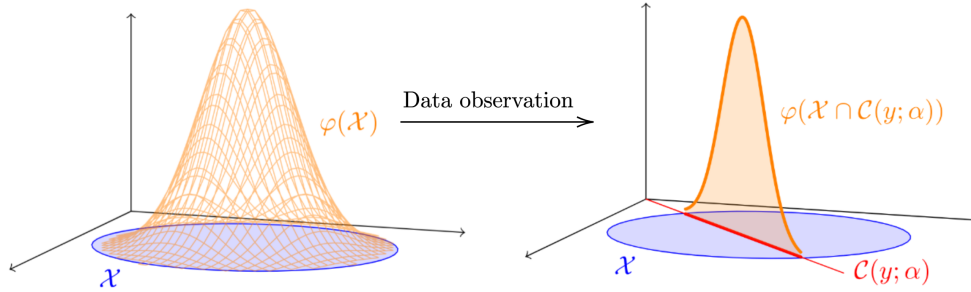 φ(𝒳)
Data observation
φ(𝒳 ∩ 𝒞(y; α))
𝒳
𝒳
𝒞(y; α)